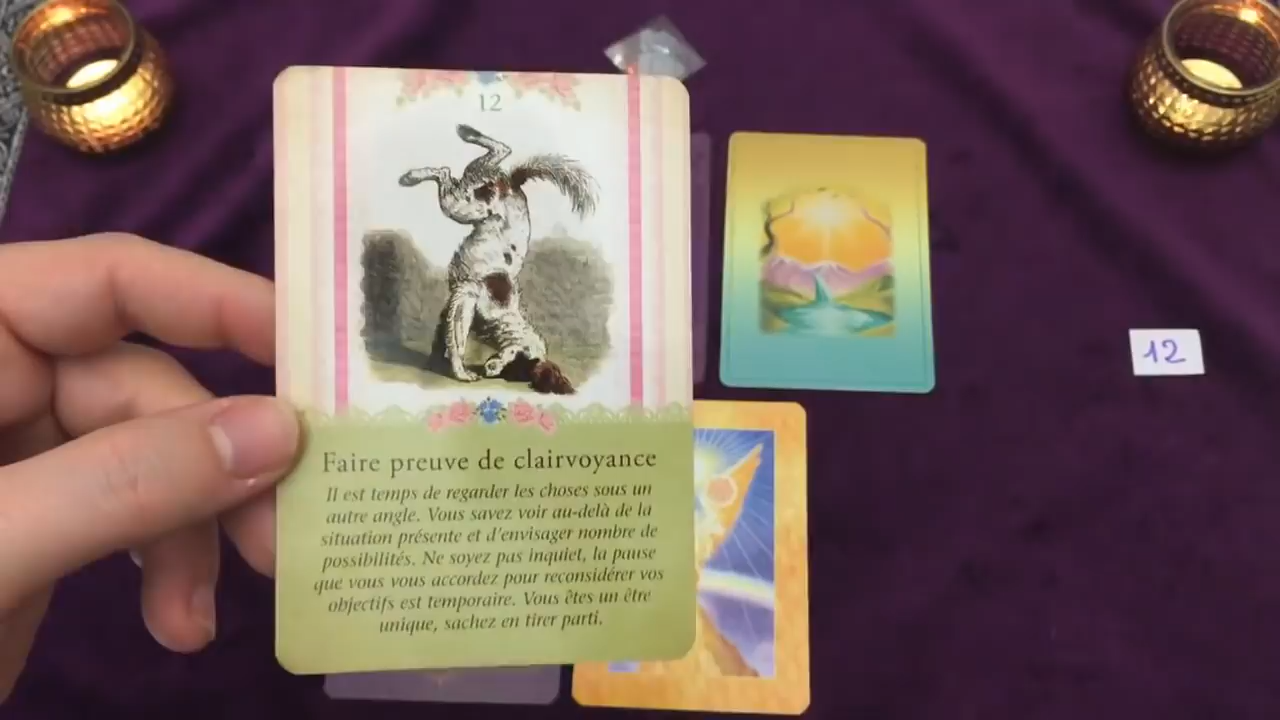 12
Faire preuve de clairvoyance
Il est temps de regarder les choses sous un
autre angle. Vous savez voir au-delà de la
situation présente et d'envisager nombre de
possibilités. Ne soyez pas inquiet, la pause
que vous vous accordez pour reconsidérer vos
objectifs est temporaire. Vous êtes un être
unique, sachez en tirer parti.
12